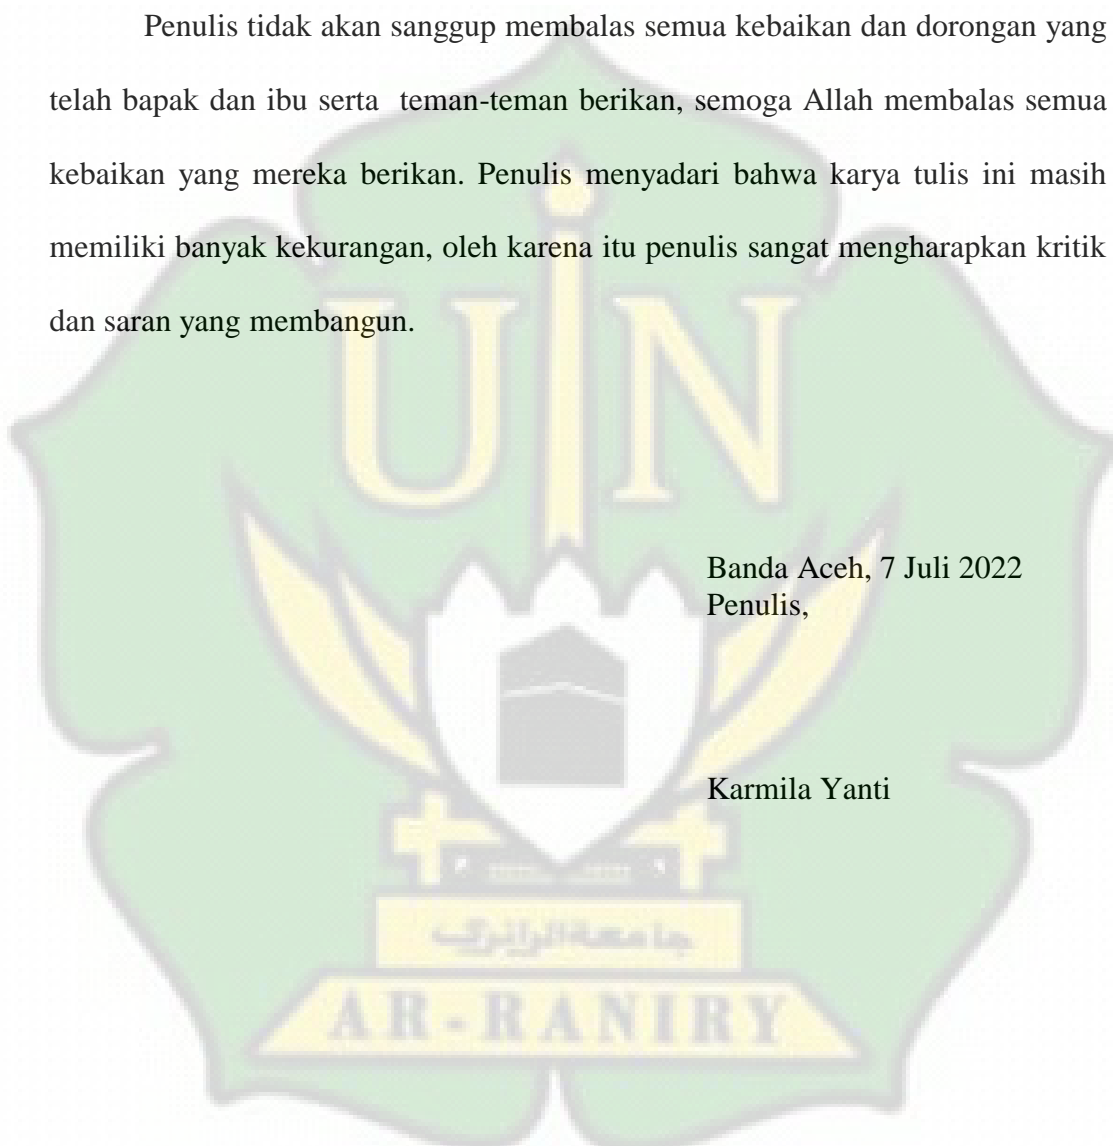 Penulis tidak akan sanggup membalas semua kebaikan dan dorongan yang
telah bapak dan ibu serta teman-teman berikan, semoga Allah membalas semua
kebaikan yang mereka berikan. Penulis menyadari bahwa karya tulis ini masih
memiliki banyak kekurangan, oleh karena itu penulis sangat mengharapkan kritik
dan saran yang membangun.
UIN
Banda Aceh, 7 Juli 2022
Penulis,
Karmila Yanti
جامعة الرانري
AR-RANIRY